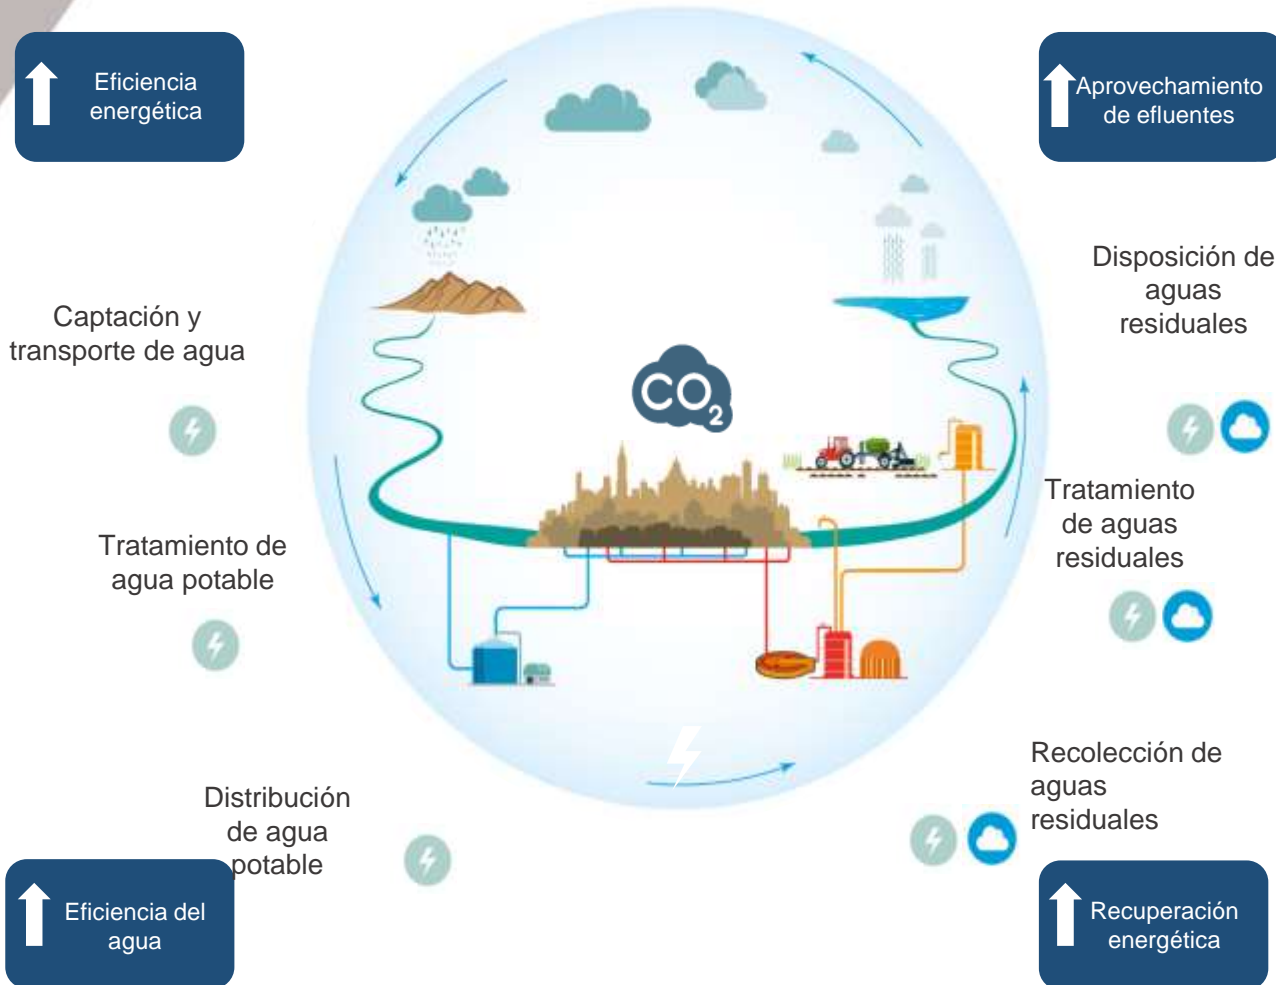 Eficiencia
energética
Aprovechamiento
de efluentes
Captación y
transporte de agua
Disposición de
aguas
residuales
CO2
Tratamiento de
agua potable
Tratamiento
de aguas
residuales
Distribución
de agua
potable
Recolección de
aguas
residuales
Eficiencia del
agua
Recuperación
energética